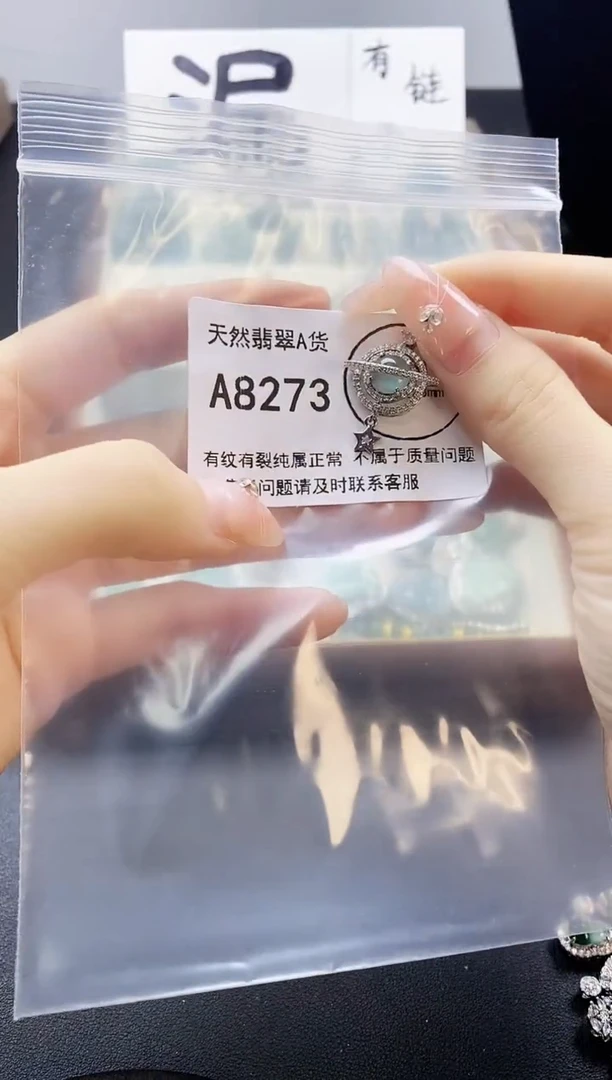 有
链
天然翡翠A货
A8273
mm
有纹有裂纯属正常 不属于质量问题
问题请及时联系客服